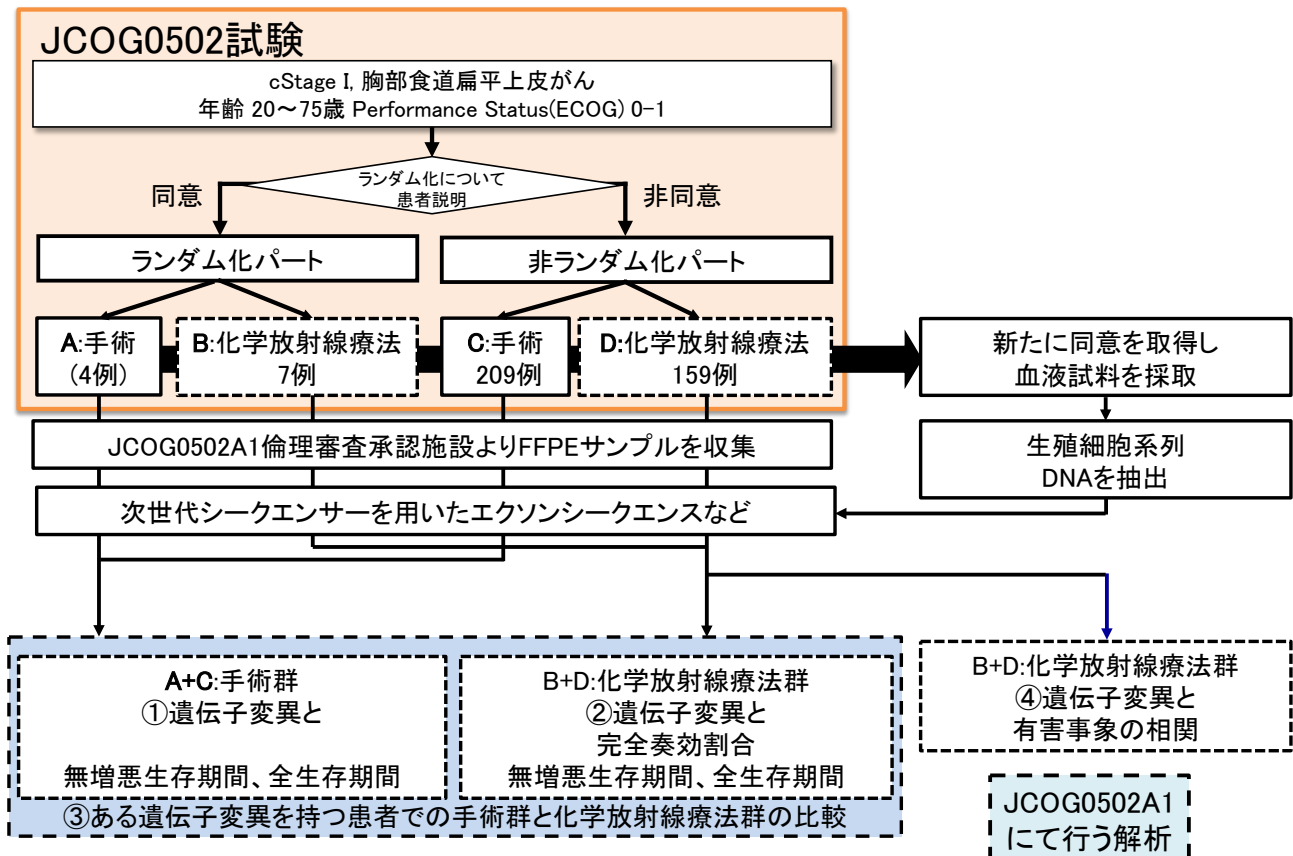 JCOG0502試験
cStage I, 胸部食道扁平上皮がん
年齢 20～75歳 Performance Status(ECOG) 0-1
ランダム化について
患者説明
同意
非同意
ランダム化パート
非ランダム化パート
A:手術
(4例)
B:化学放射線療法
7例
C:手術
209例
D:化学放射線療法
159例
新たに同意を取得し
血液試料を採取
JCOG0502A1倫理審査承認施設よりFFPEサンプルを収集
生殖細胞系列
DNAを抽出
次世代シークエンサーを用いたエクソンシークエンスなど
A+C:手術群
①遺伝子変異と
無増悪生存期間、全生存期間
B+D:化学放射線療法群
②遺伝子変異と
完全奏効割合
無増悪生存期間、全生存期間
③ある遺伝子変異を持つ患者での手術群と化学放射線療法群の比較
B+D:化学放射線療法群
④遺伝子変異と
有害事象の相関
JCOG0502A1
にて行う解析